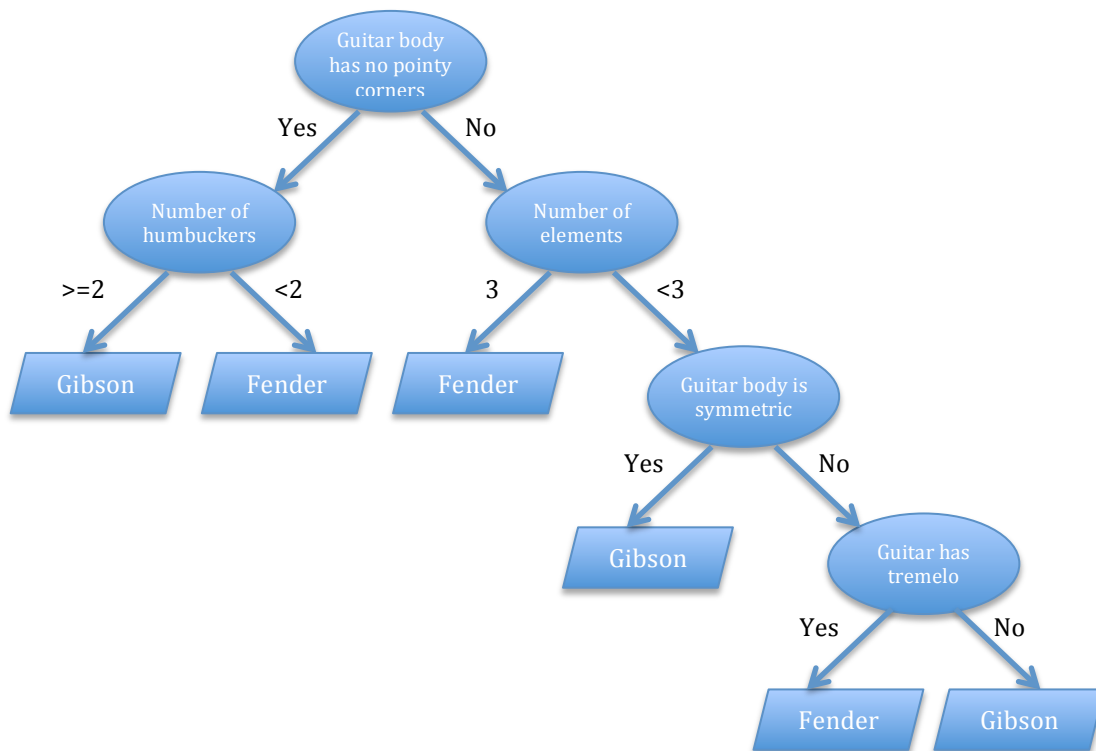 Guitar body
has no pointy
corners
Yes
No
Number of
humbuckers
Number of
elements
>=2
<2
3
<3
Gibson
Fender
Fender
Guitar body is
symmetric
Yes
No
Gibson
Guitar has
tremelo
Yes
No
Fender
Gibson